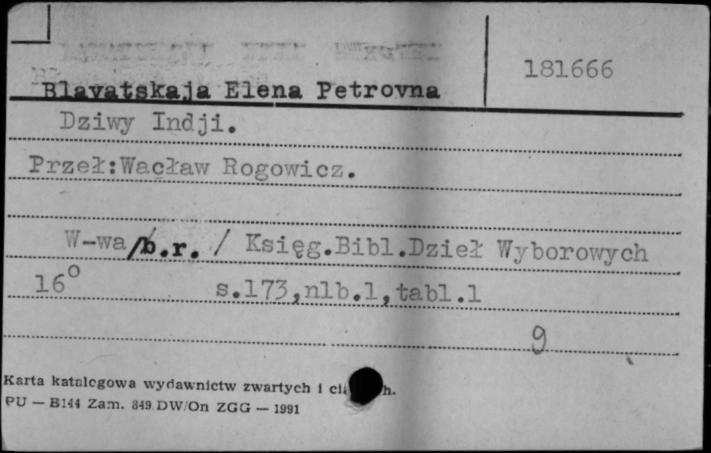 181666
Blavatskaja Elena Petrovna
Dziwy Indji.
Przeł:Wacław Rogowicz.
W-wa /b.r. / Księg.Bibl.Dzieł Wyborowych
16° s.173,nlb.1,tabl.1
9
Karta katalogowa wydawnictw zwartych i
PU — B144 Zam. 849 DW/On ZGG — 1991